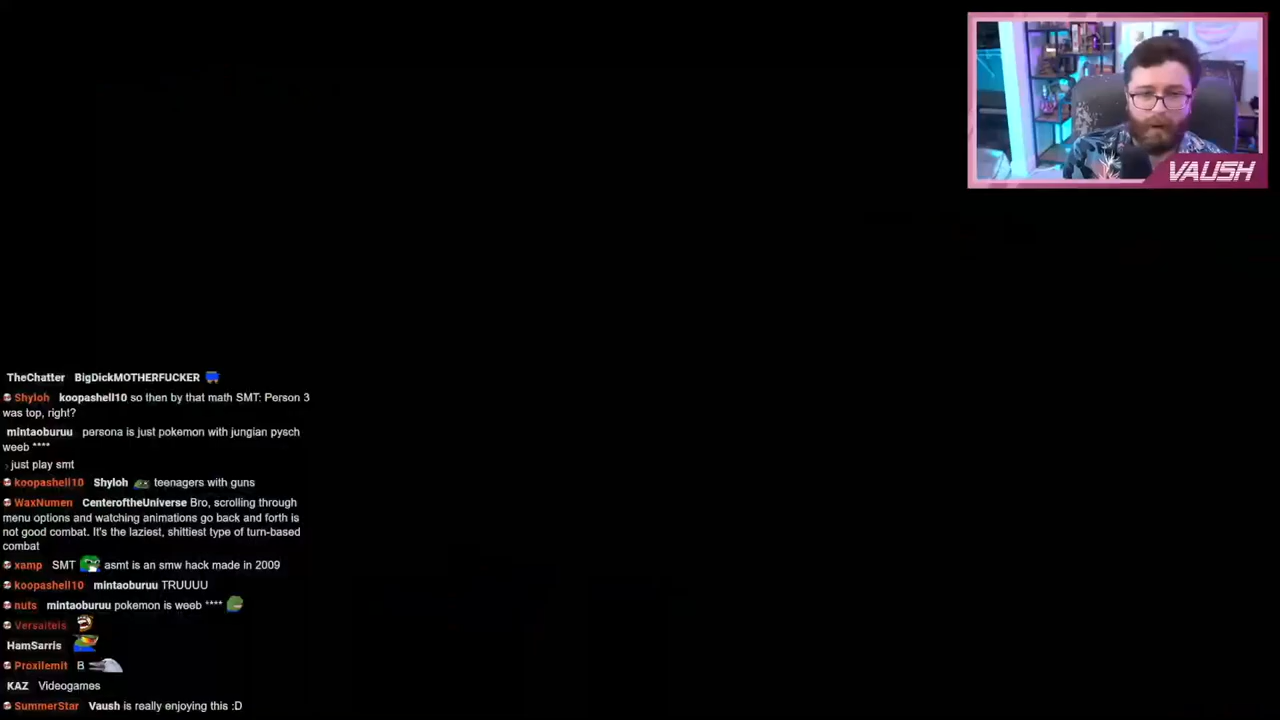 VAUSH
TheChatter BigDickMOTHERFUCKER
Shyloh koopashell10 so then by that math SMT: Person 3
was top, right?
mintaoburuu persona is just pokemon with jungian pysch
weeb ****
just play smt
koopashell10 Shyloh teenagers with guns
WaxNumen CenteroftheUniverse Bro, scrolling through
menu options and watching animations go back and forth is
not good combat. It's the laziest, shittiest type of turn-based
combat
xamp SMT asmt is an smw hack made in 2009
koopashell10 mintaoburuu TRUUUU
nuts mintaoburuu pokemon is weeb ****
Versaiteis
HamSarris
Proxilemit B
KAZ Videogames
SummerStar Vaush is really enjoying this :D